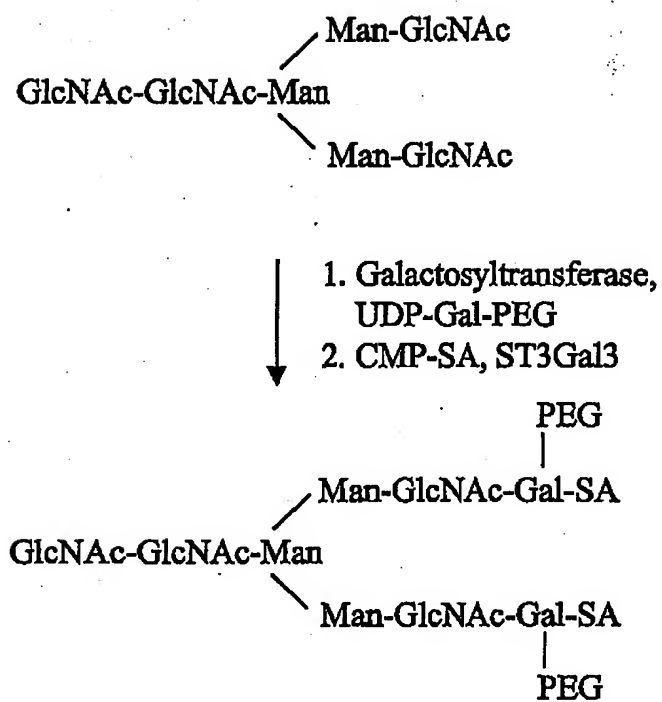 Man-GlcNAc
GlcNAc-GlcNAc-Man
Man-GlcNAc
1. Galactosyltransferase,
UDP-Gal-PEG
2. CMP-SA, ST3Gal3
PEG
Man-GlcNAc-Gal-SA
GlcNAc-GlcNAc-Man
Man-GlcNAc-Gal-SA
PEG